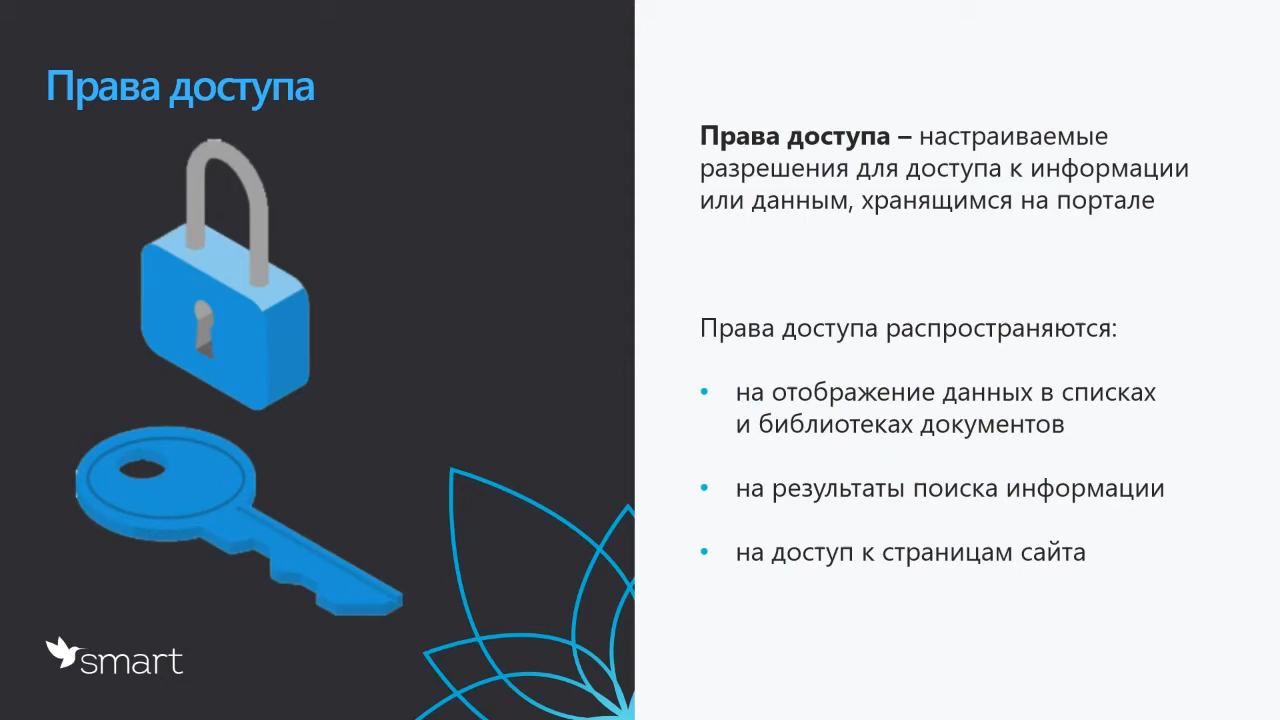 Права доступа
Права доступа – настраиваемые
разрешения для доступа к информации
или данным, хранящимся на портале
Права доступа распространяются:
• на отображение данных в списках
и библиотеках документов
• на результаты поиска информации
• на доступ к страницам сайта
smart